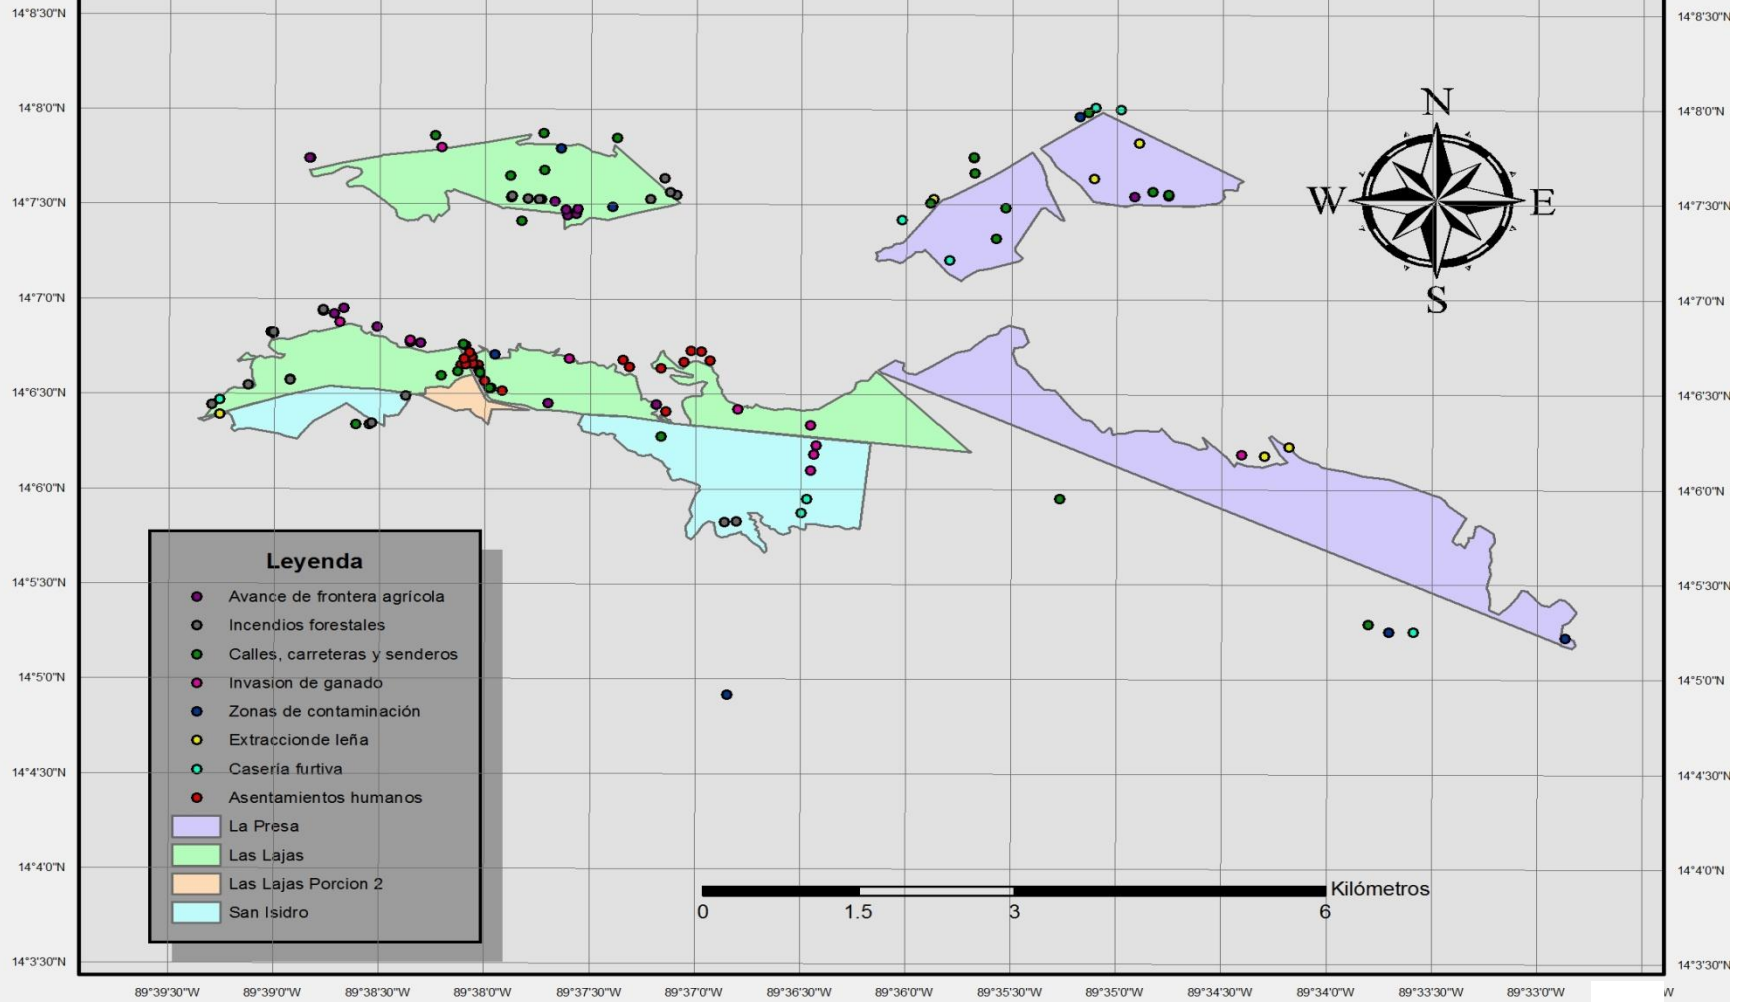 14°8'30"N
14°8'30"N
14°8'0"N
14°8'0"N
14°7'30"N
14°7'30"N
14°7'0"N
14°7'0"N
14°6'30"N
14°6'30"N
14°6'0"N
14°6'0"N
14°5'30"N
14°5'30"N
14°5'0"N
14°5'0"N
14°4'30"N
14°4'30"N
14°4'0"N
14°4'0"N
14°3'30"N
14°3'30"N
N
W
E
S
Leyenda
Avance de frontera agrícola
Incendios forestales
Calles, carreteras y senderos
Invasion de ganado
Zonas de contaminación
Extraccionde leña
Casería furtiva
Asentamientos humanos
La Presa
Las Lajas
Las Lajas Porcion 2
San Isidro
Kilómetros
0 1.5 3 6
89°39'30"W 89°39'0"W 89°38'30"W 89°38'0"W 89°37'30"W 89°37'0"W 89°36'30"W 89°36'0"W 89°35'30"W 89°35'0"W 89°34'30"W 89°34'0"W 89°33'30"W 89°33'0"W